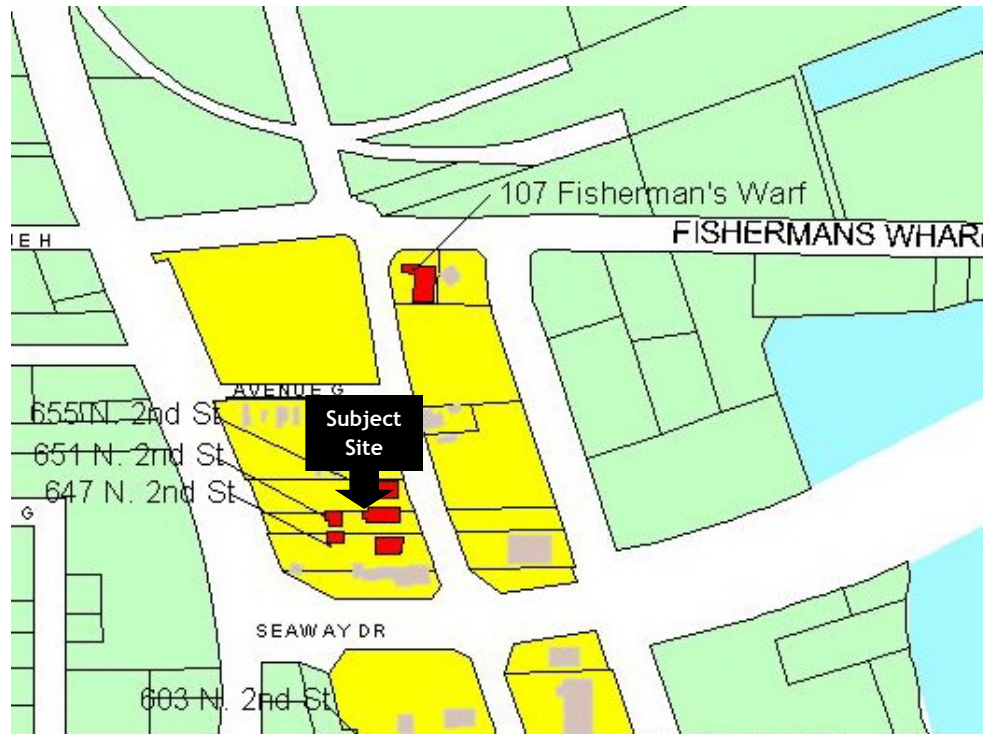 107 Fisherman's Warf
FISHERMANS WHAR
E H
AVENUE G
655 N. 2nd St
Subject
Site
651 N. 2nd St
647 N. 2nd St
G
SEAWAY DR
603 N. 2nd St